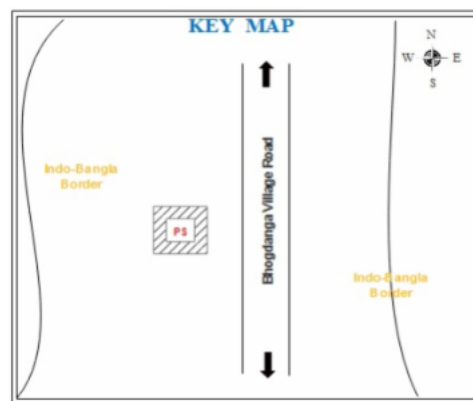 KEY MAP
N
W E
S
Indo-Bangla
Border
PS
Bhogdanga Village Road
Indo-Bangla
Border